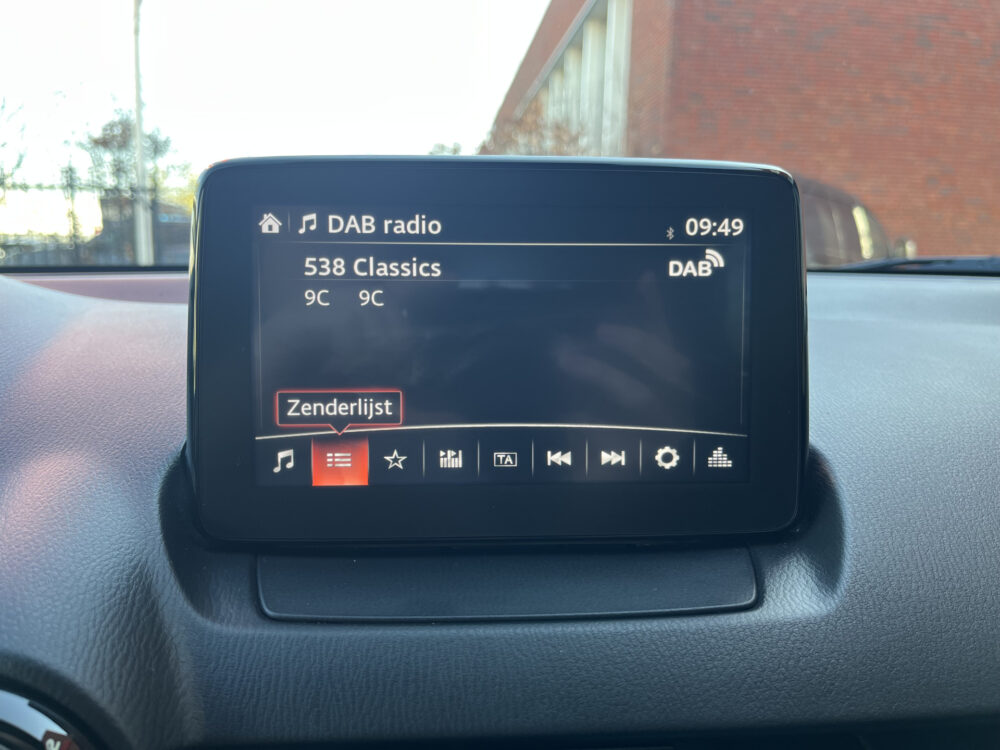 DAB radio 09:49
538 Classics DAB
9C 9C
Zenderlijst
TA